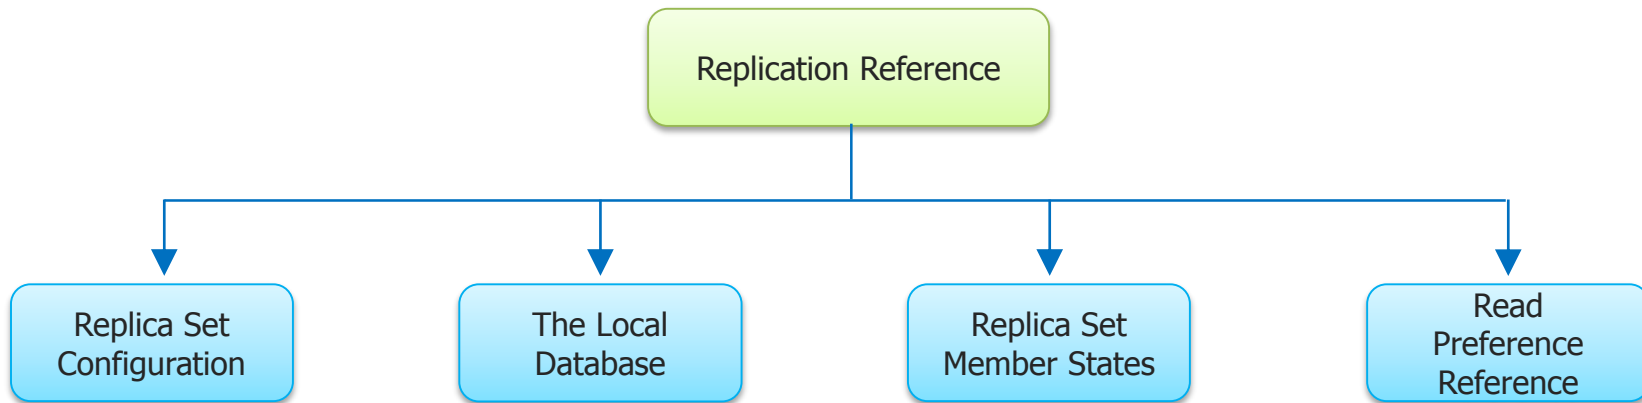 Replication Reference
Replica Set
Configuration
The Local
Database
Replica Set
Member States
Read
Preference
Reference